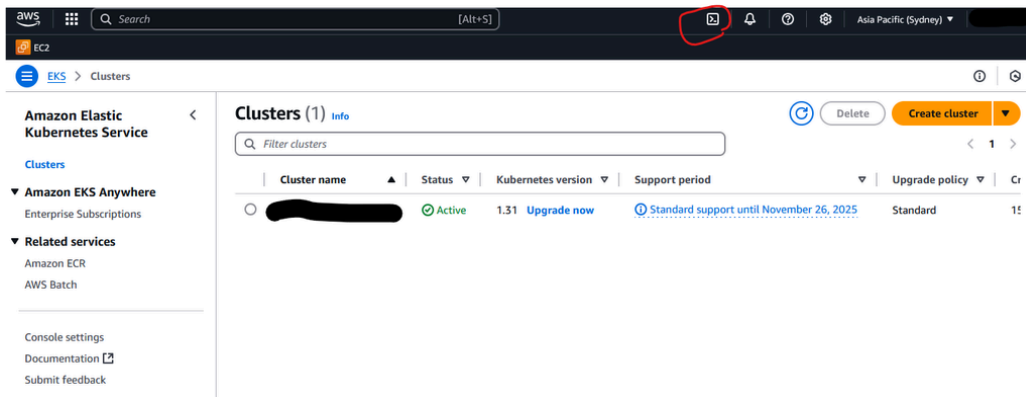 aws Search [Alt+S] Asia Pacific (Sydney)
EC2
EKS > Clusters
Amazon Elastic Kubernetes Service
Clusters
Amazon EKS Anywhere
Enterprise Subscriptions
Related services
Amazon ECR
AWS Batch
Console settings
Documentation
Submit feedback
Clusters (1) Info
Delete
Create cluster
Filter clusters
1
Cluster name Status Kubernetes version Support period Upgrade policy Cr
Active 1.31 Upgrade now Standard support until November 26, 2025 Standard 15